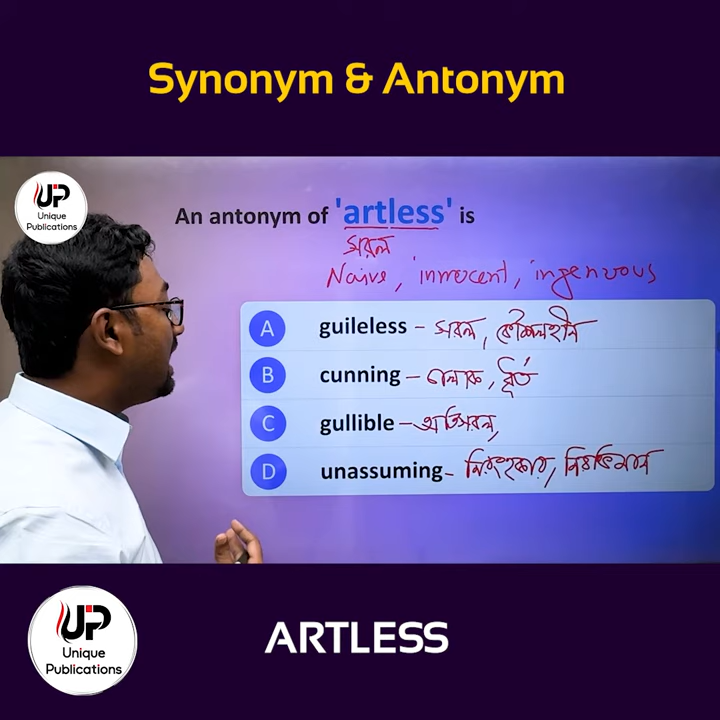 Synonym & Antonym
UP
Unique
Publications
An antonym of 'artless' is
সরল
Naive, innocent, ingenuous
A guileless – সরল, কৌশলহীন
B cunning – চালাক, ধূর্ত
C gullible – অতিসরল,
D unassuming – নিরহংকার, নিরভিমান
UP
Unique
Publications
ARTLESS